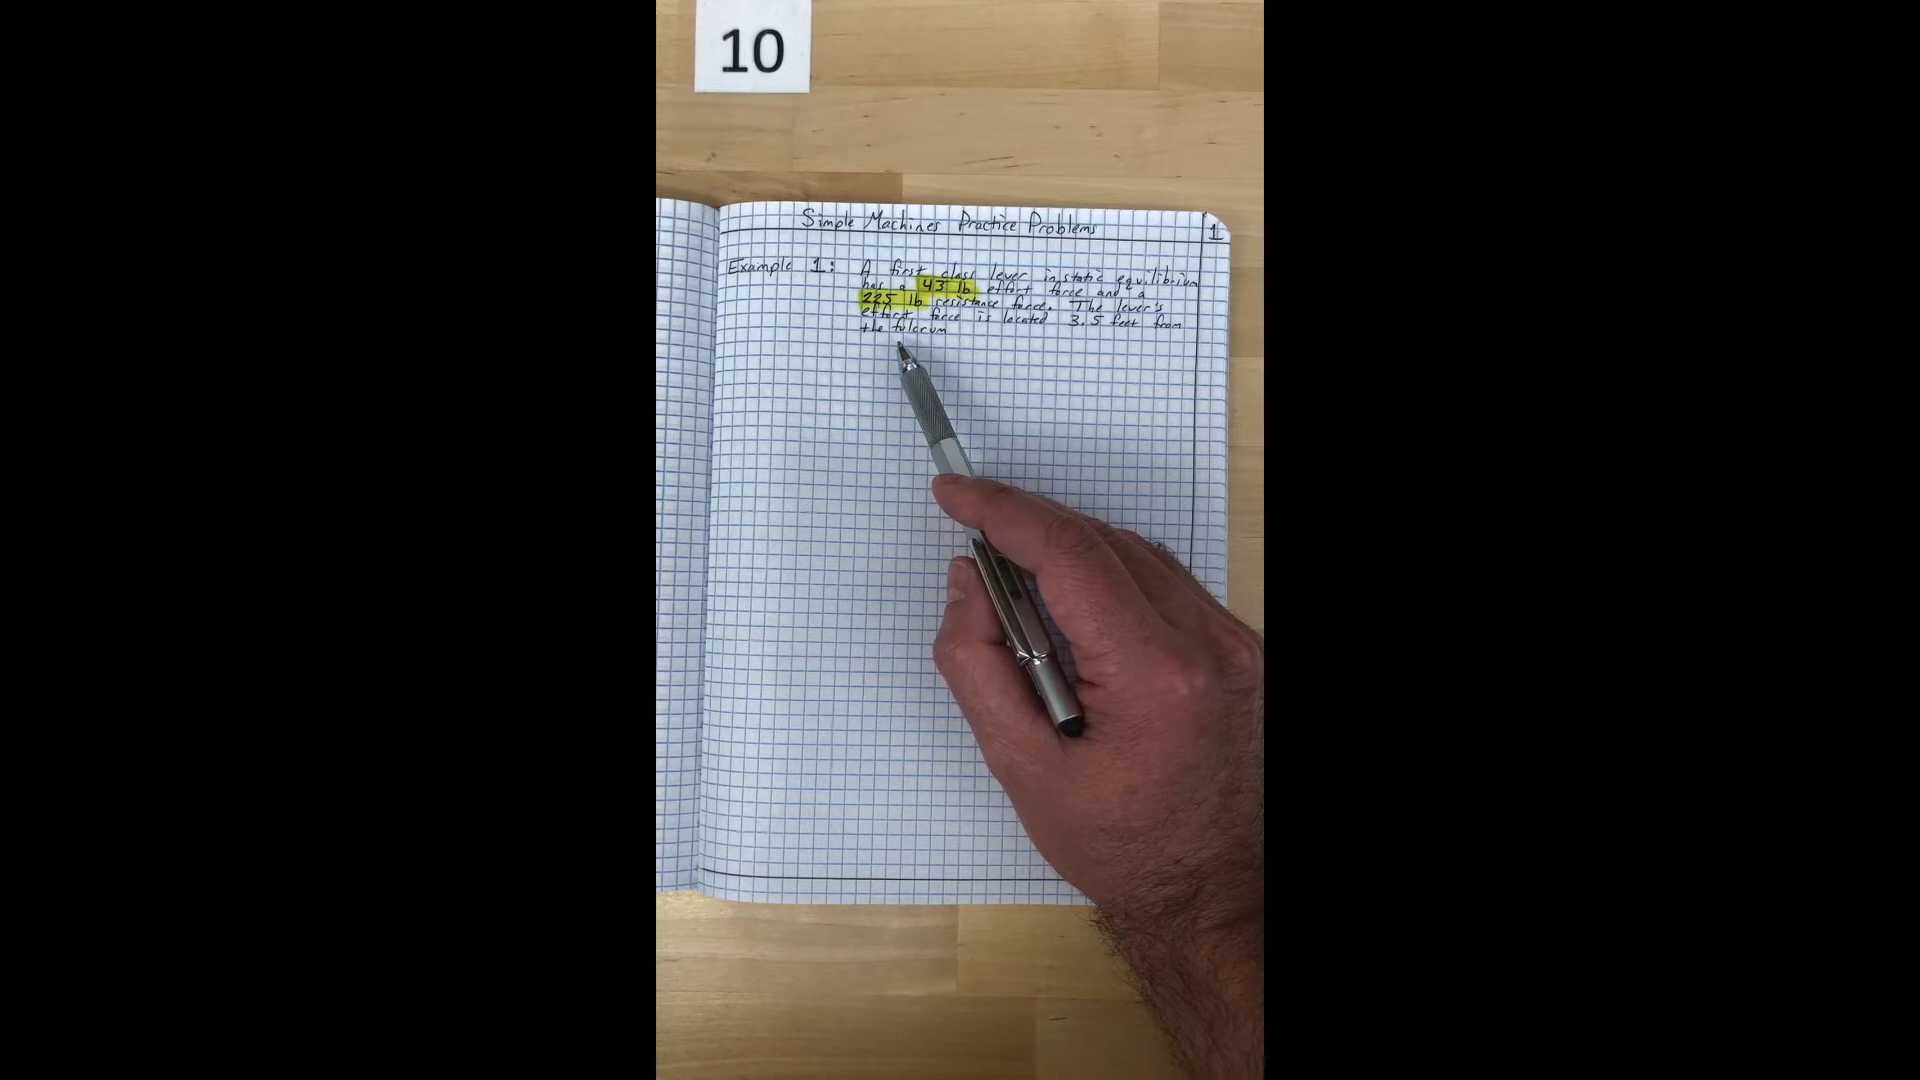 10
Simple Machines Practice Problems 1
Example 1: A first class lever in static equilibrium
has a 43 lb effort force and a
225 lb resistance force. The lever's
effort force is located 3.5 feet from
the fulcrum